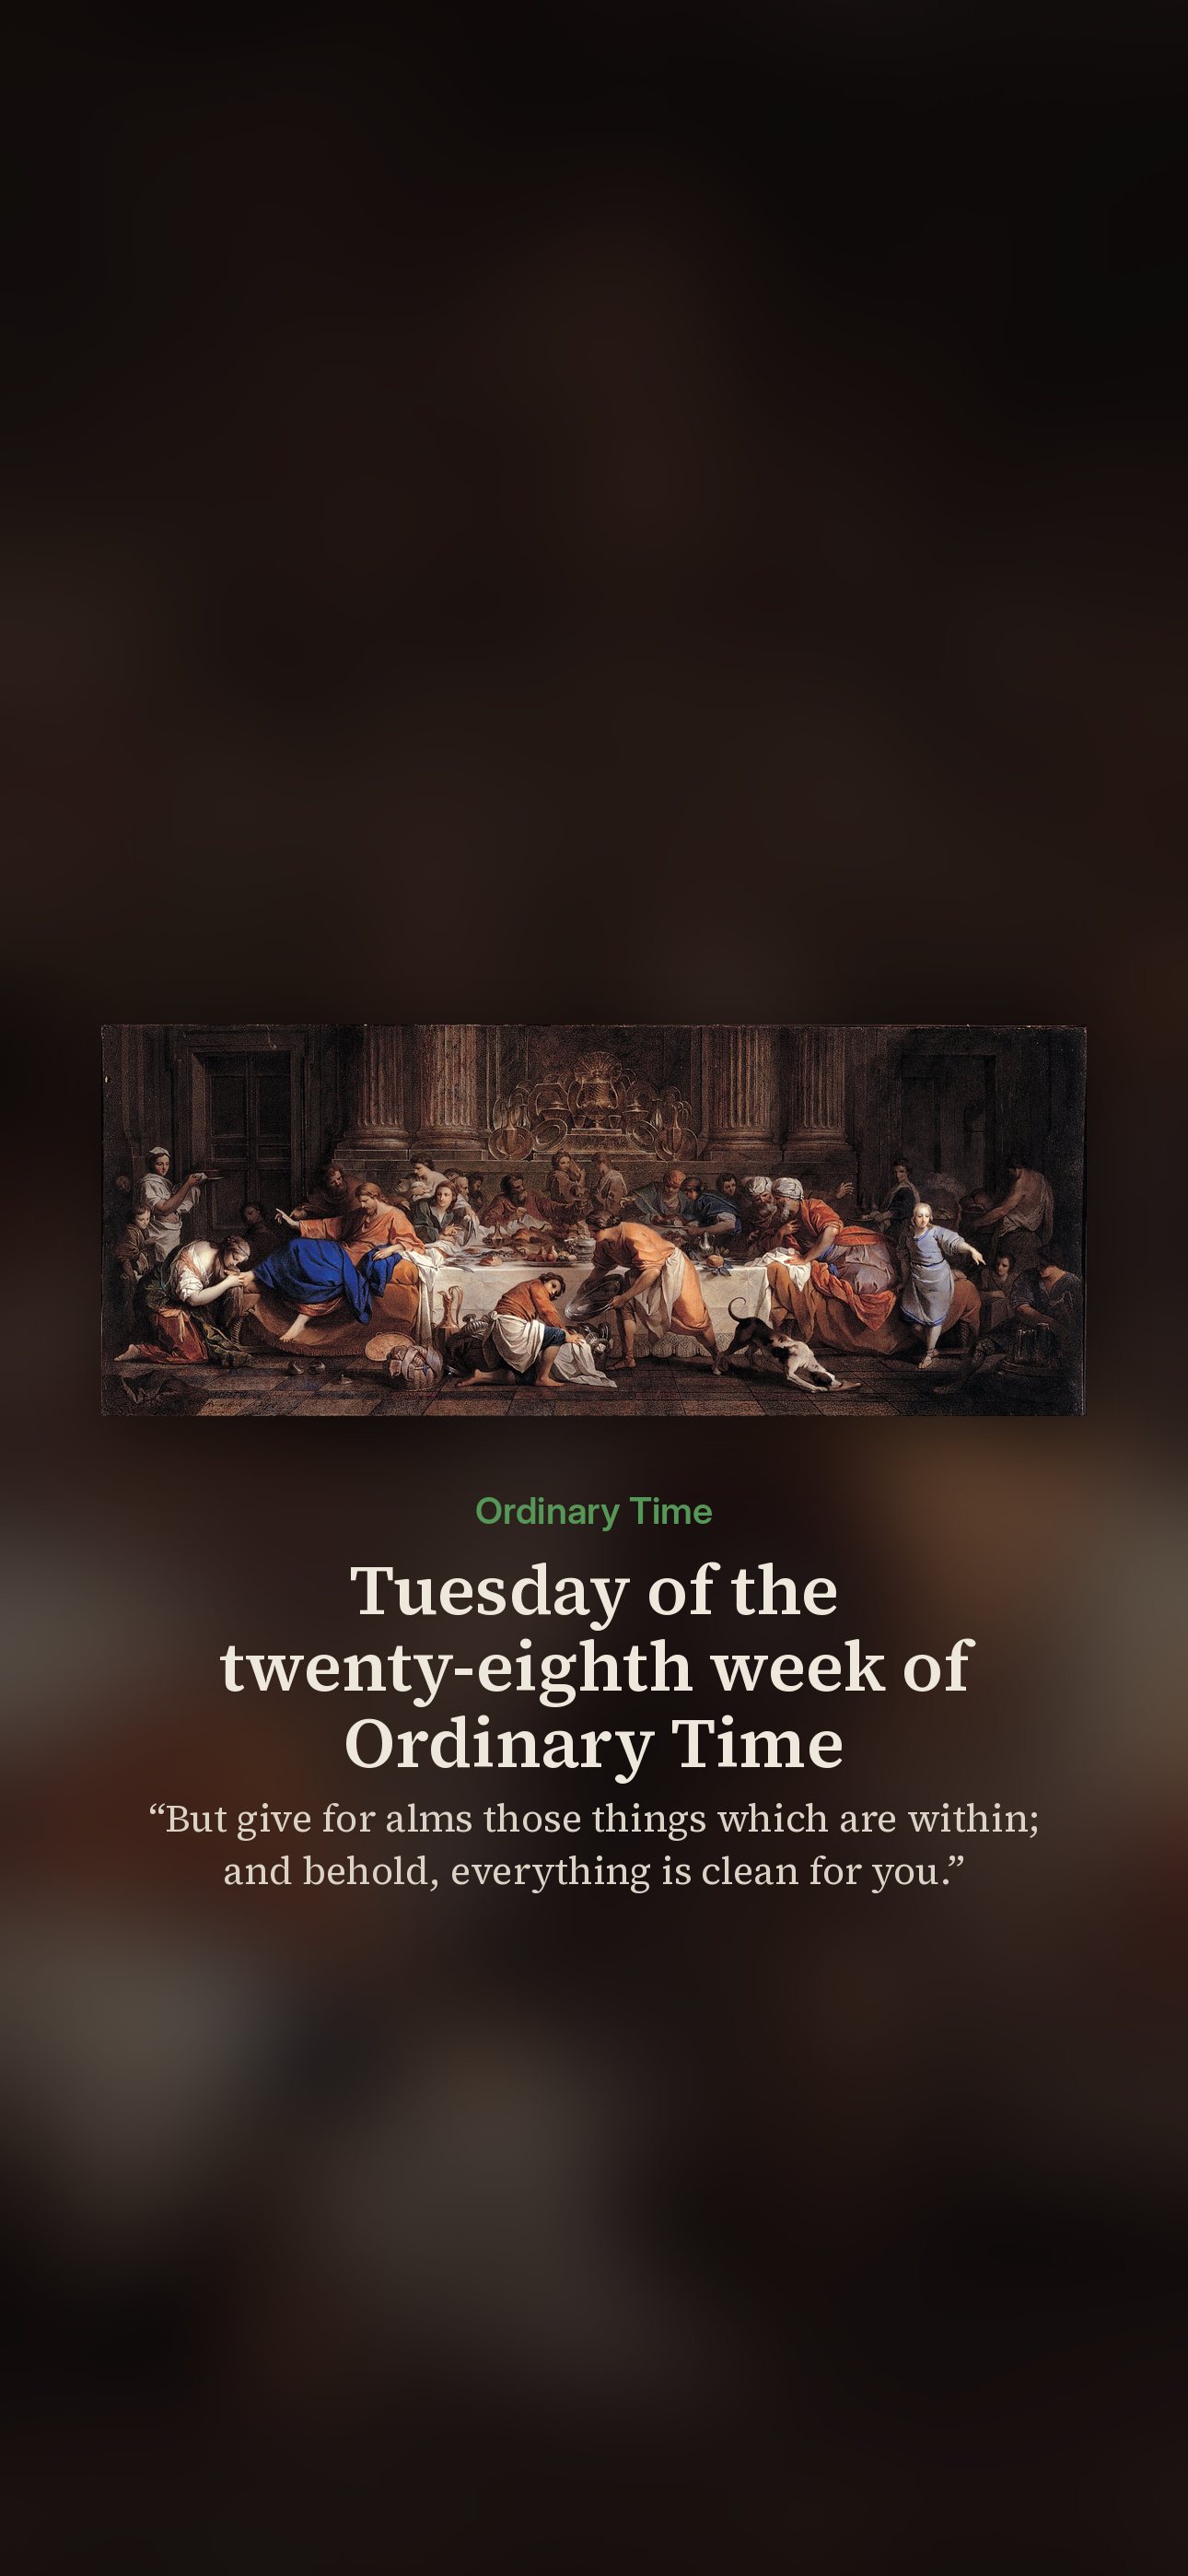 Ordinary Time
Tuesday of the
twenty-eighth week of
Ordinary Time
“But give for alms those things which are within;
and behold, everything is clean for you.”